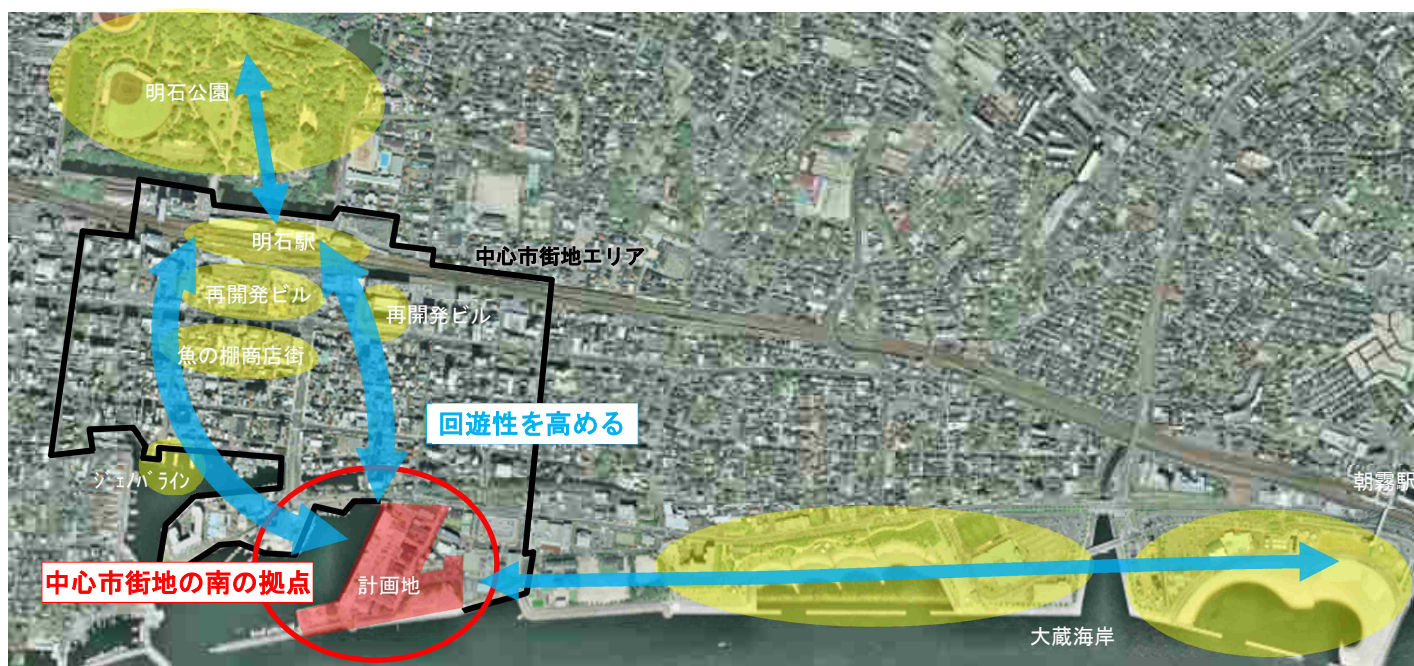 明石公園
明石駅
中心市街地エリア
再開発ビル
再開発ビル
魚の棚商店街
回遊性を高める
ｼﾞｪﾉﾊﾞﾗｲﾝ
朝霧駅
中心市街地の南の拠点
計画地
大蔵海岸